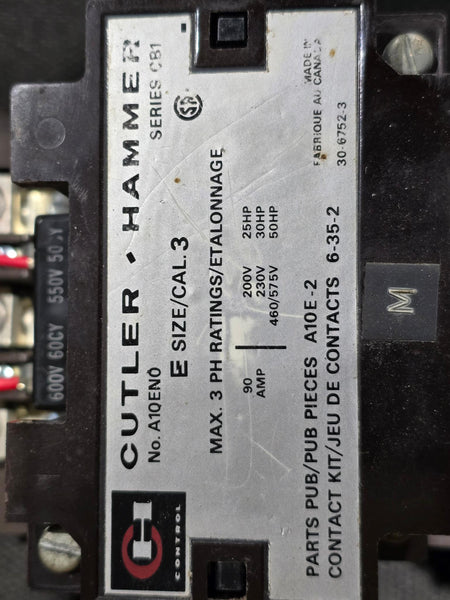 CUTLER • HAMMER
No. A10EN0
SERIES CB1
E SIZE/CAL. 3
MAX. 3 PH RATINGS/ETALONNAGE
90 AMP
200V 25HP
230V 30HP
460/575V 50HP
PARTS PUB/PUB PIECES A10E-2
CONTACT KIT/JEU DE CONTACTS 6-35-2
MADE IN
FABRIQUE AU CANADA
30-6752-3
CH
CONTROL
SA
600V 60CY 550V
M